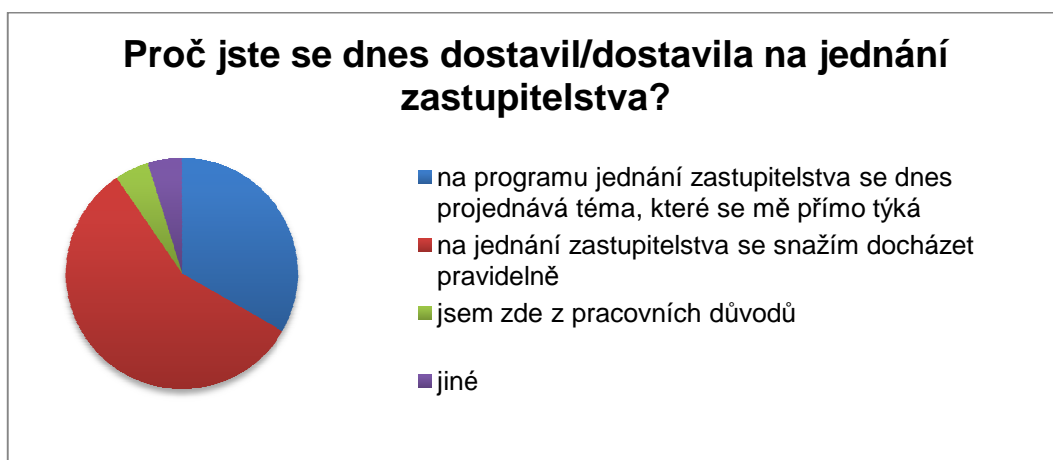 Proč jste se dnes dostavil/dostavila na jednání
zastupitelstva?
na programu jednání zastupitelstva se dnes
projednává téma, které se mě přímo týká
na jednání zastupitelstva se snažím docházet
pravidelně
jsem zde z pracovních důvodů
jiné